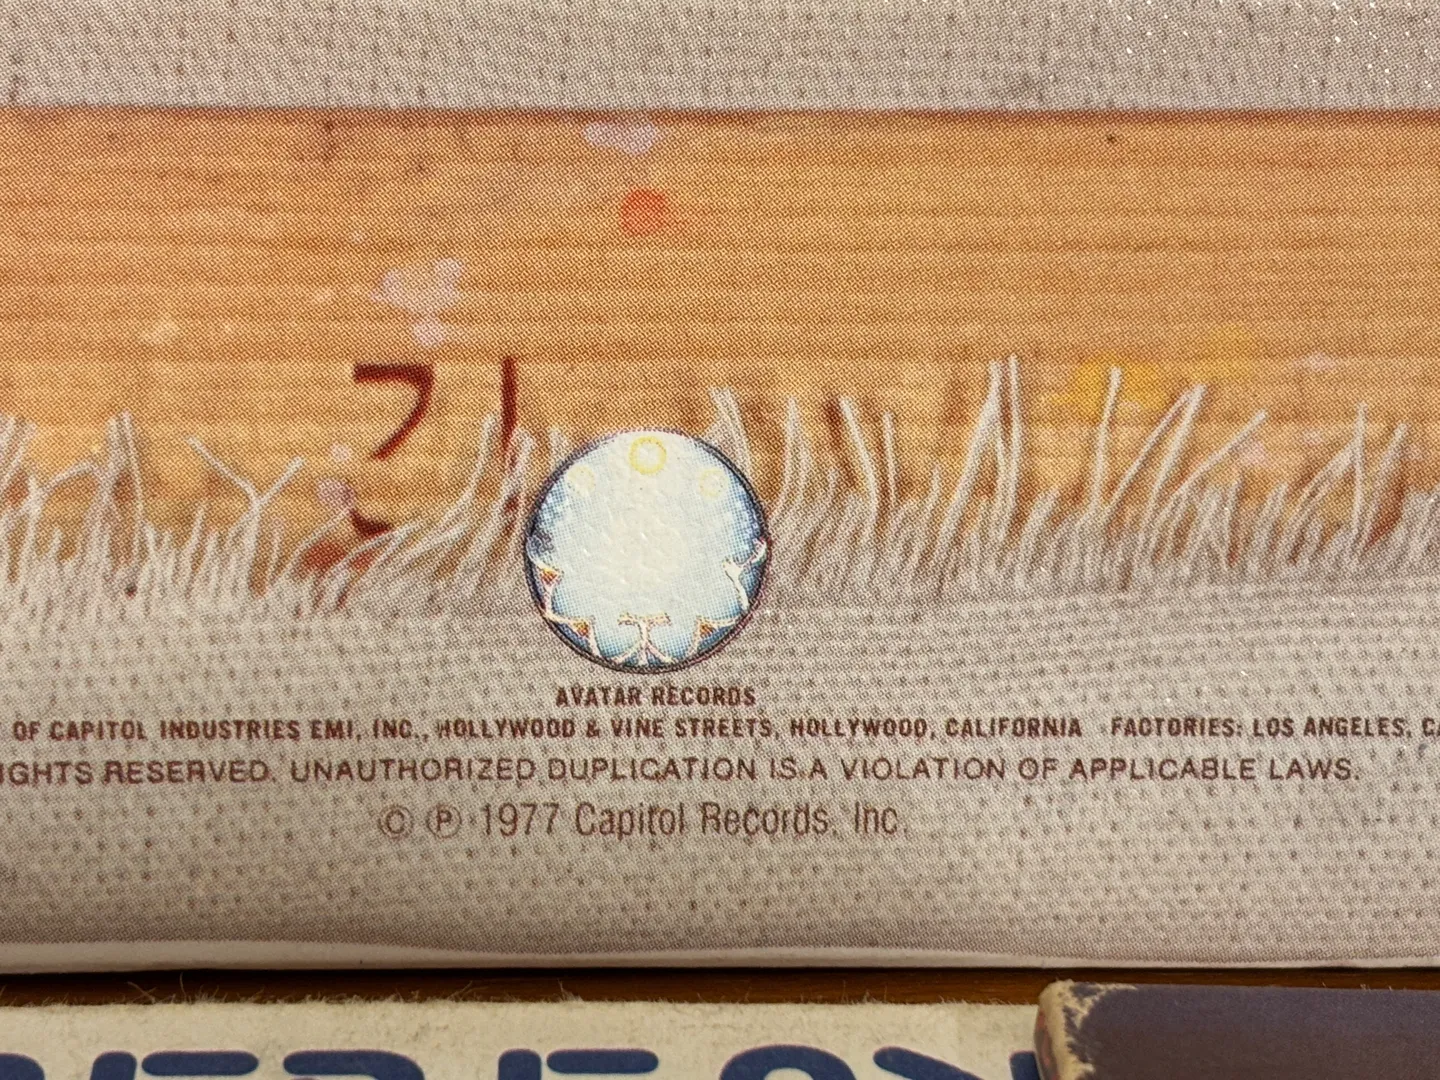 AVATAR RECORDS
OF CAPITOL INDUSTRIES EMI, INC., HOLLYWOOD & VINE STREETS, HOLLYWOOD, CALIFORNIA FACTORIES: LOS ANGELES,
RIGHTS RESERVED. UNAUTHORIZED DUPLICATION IS A VIOLATION OF APPLICABLE LAWS.
© ℗ 1977 Capitol Records, Inc.